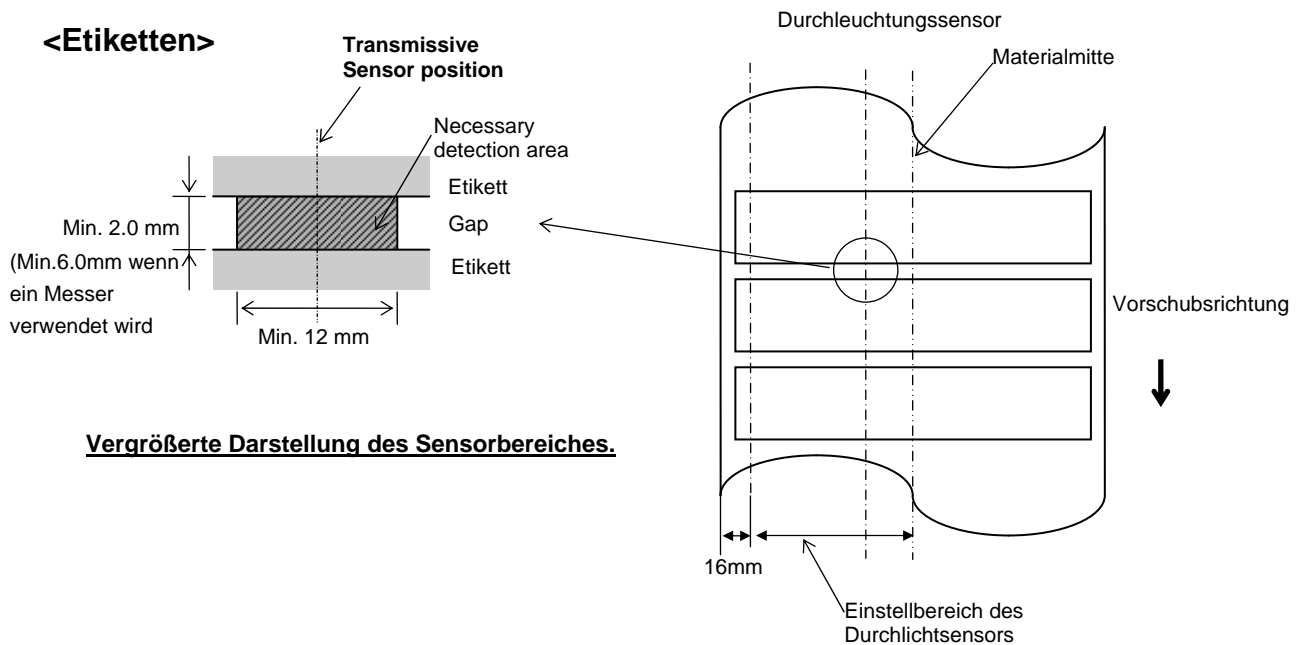 <Etiketten>
Transmissive
Sensor position
Necessary
detection area
Etikett
Gap
Etikett
Min. 2.0 mm
(Min.6.0mm wenn
ein Messer
verwendet wird
Min. 12 mm
Vergrößerte Darstellung des Sensorbereiches.
Durchleuchtungssensor
Materialmitte
Vorschubsrichtung
16mm
Einstellbereich des
Durchlichtsensors